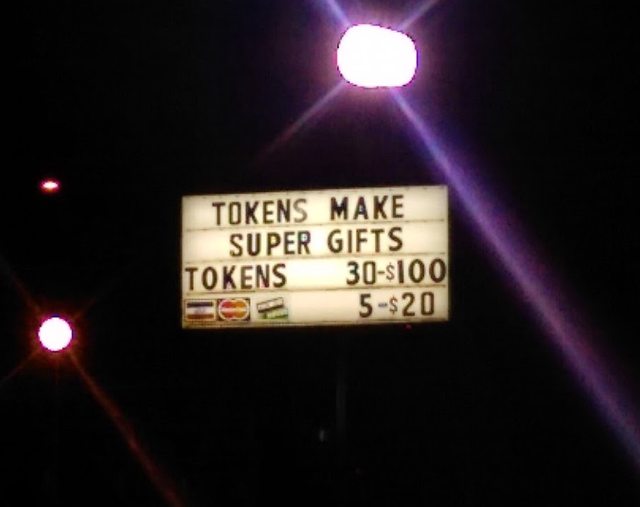 TOKENS MAKE
SUPER GIFTS
TOKENS 30-$100
5-$20